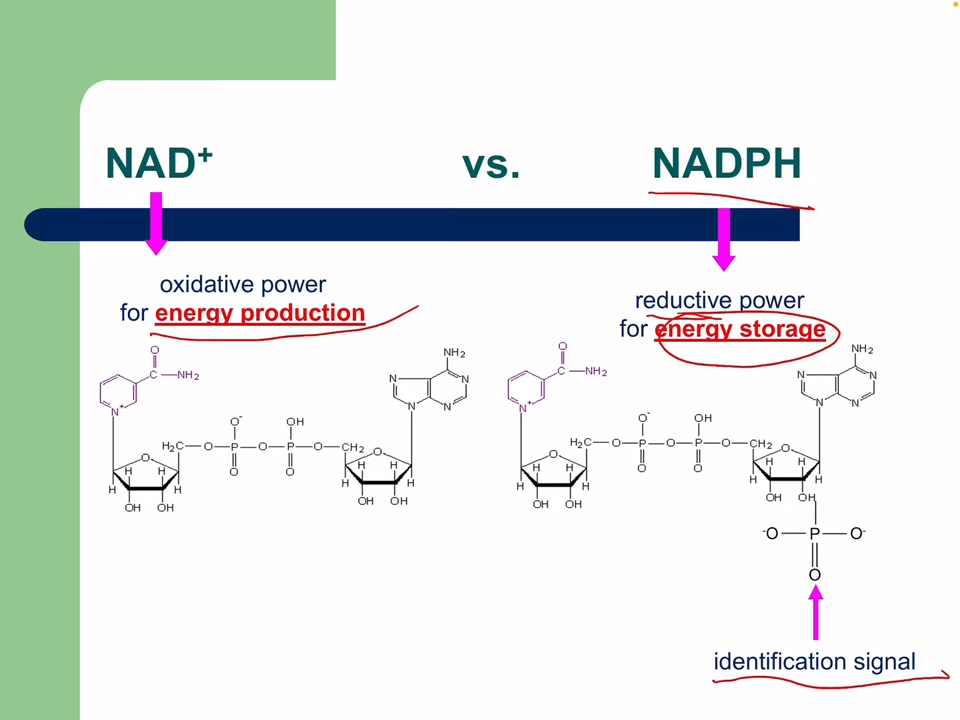 NAD⁺ vs. NADPH
oxidative power
for energy production
reductive power
for energy storage
O
C
NH₂
N⁺
H₂C
O
O⁻
P
O
O
OH
P
O
O
CH₂
O
H
H
H
H
OH
OH
O
H
H
H
H
OH
OH
NH₂
N
N
N
N
O
C
NH₂
N⁺
H₂C
O
O⁻
P
O
O
OH
P
O
O
CH₂
O
H
H
H
H
OH
OH
O
H
H
H
H
OH
OH
NH₂
N
N
N
N
⁻O
P
O⁻
O
identification signal